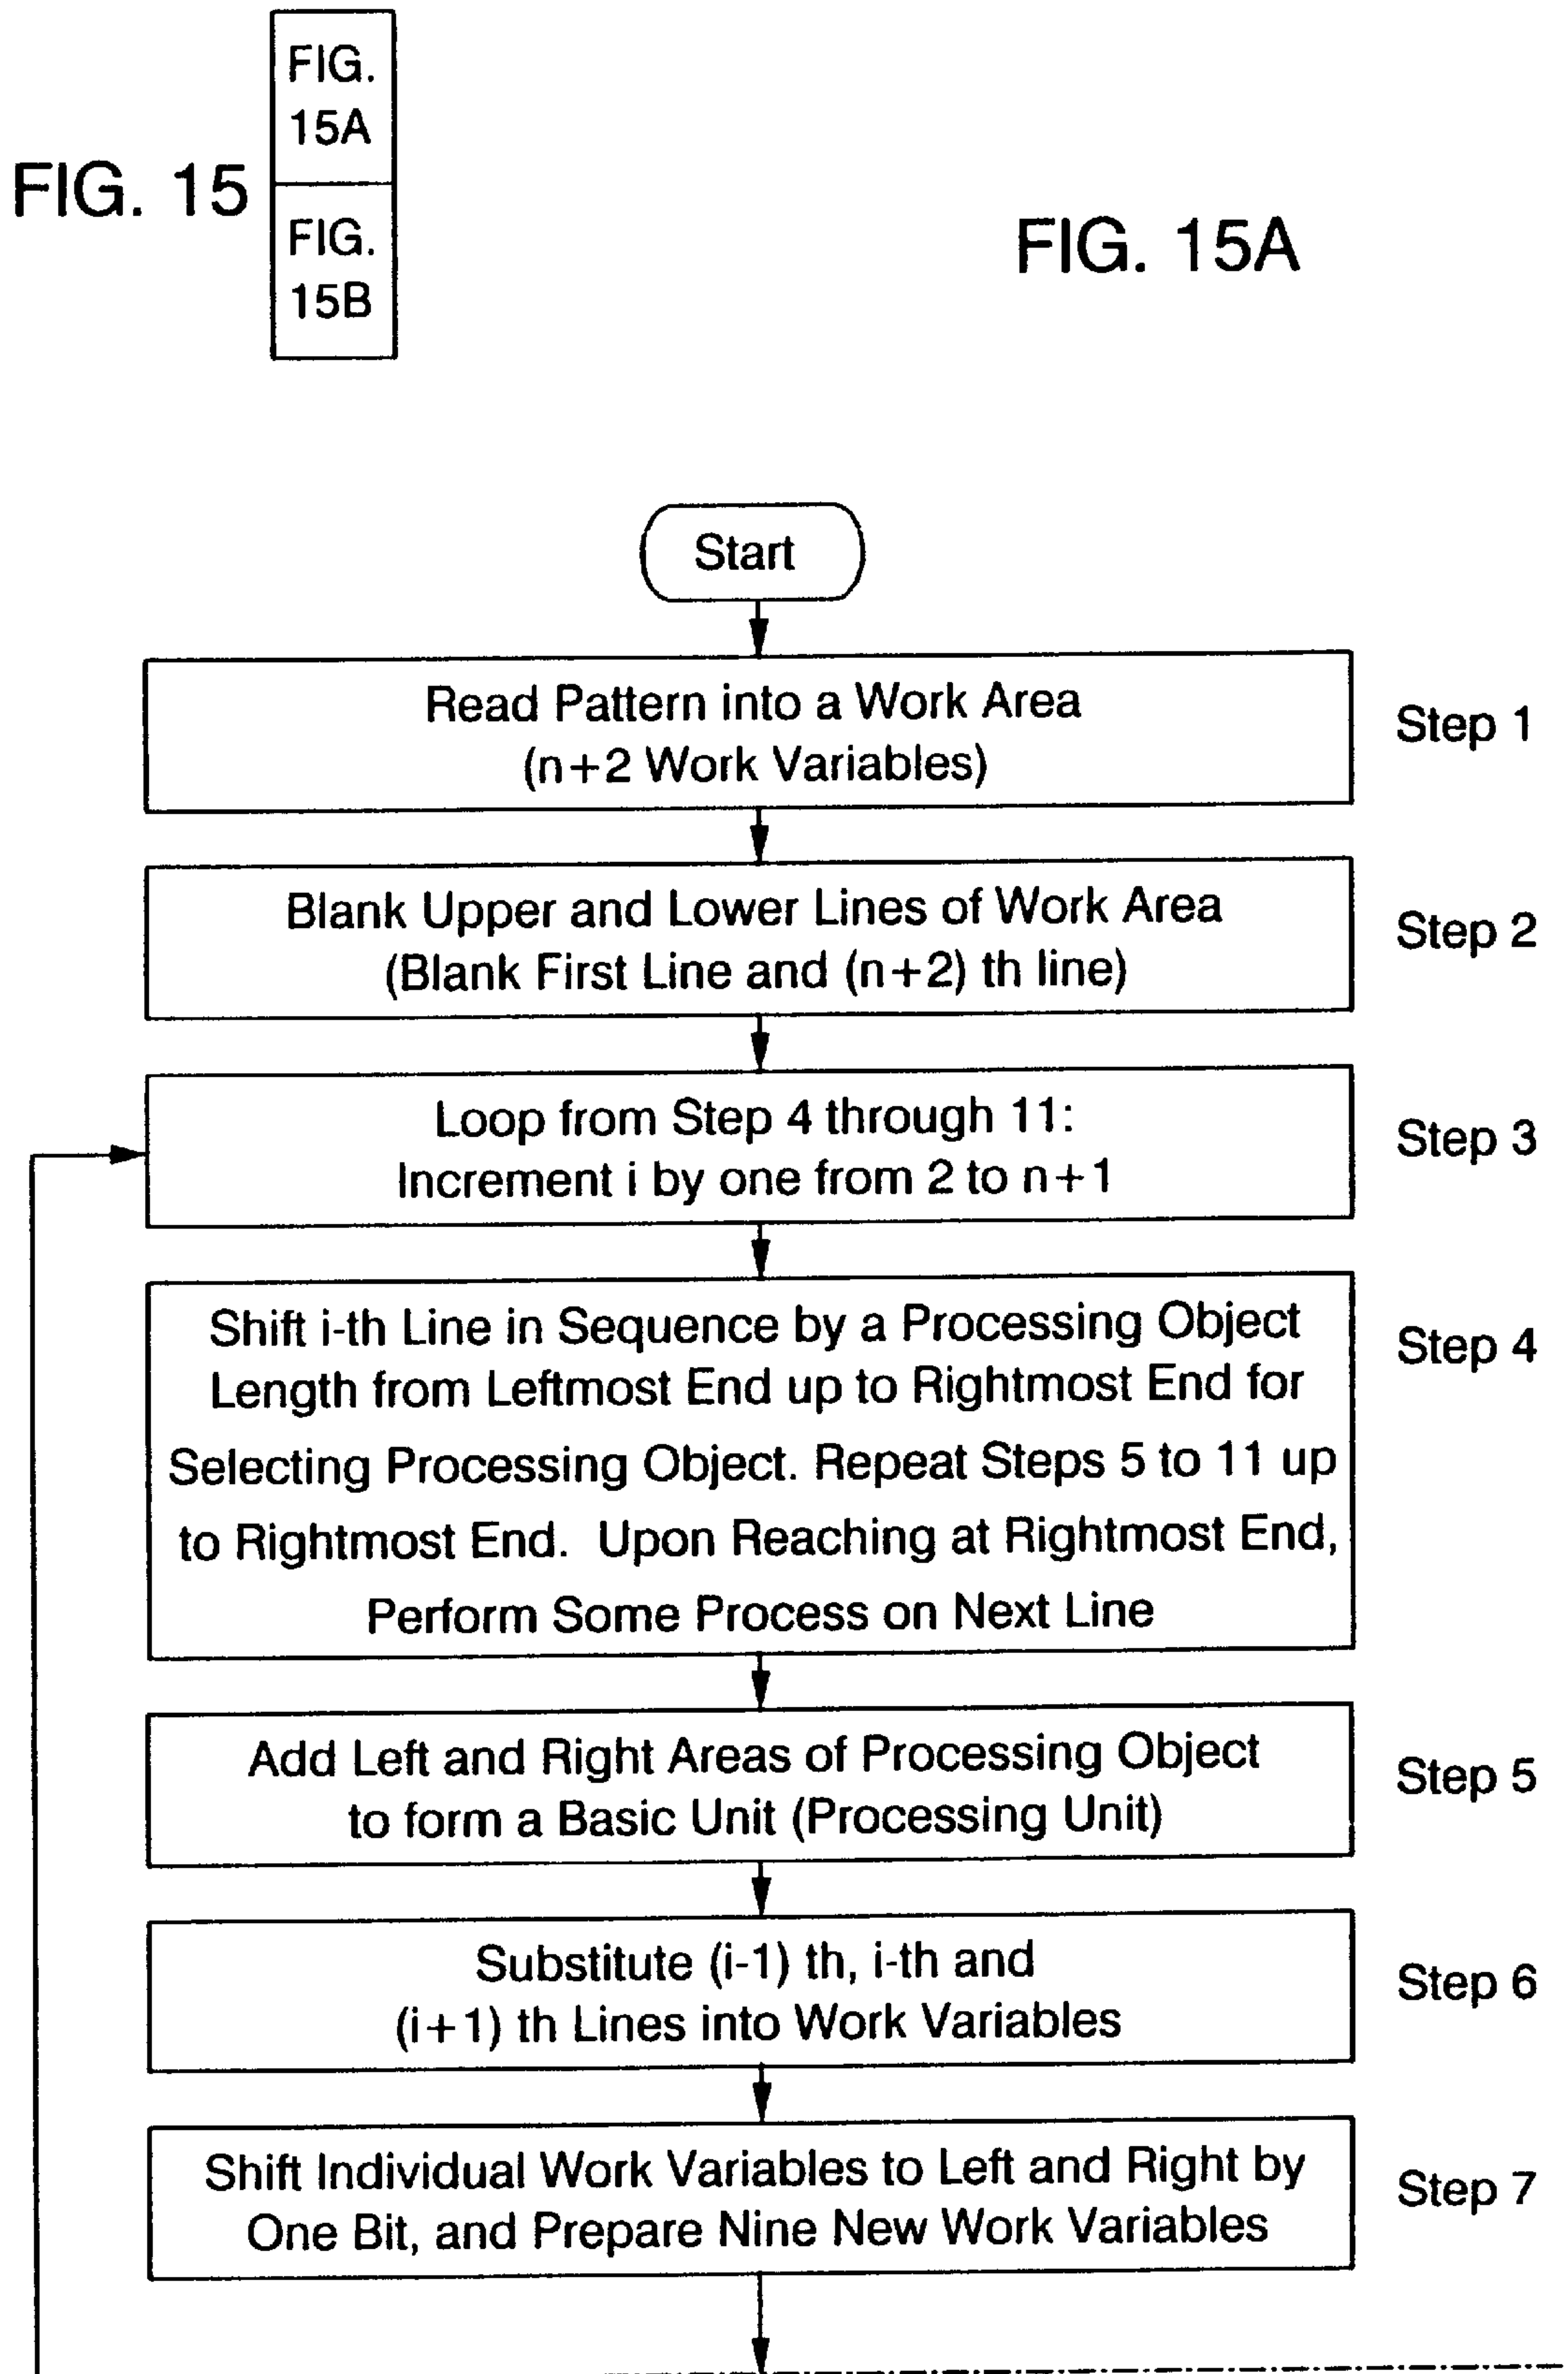 FIG. 15
FIG.
15A
FIG.
15B
FIG. 15A
Start
Read Pattern into a Work Area
(n+2 Work Variables)
Step 1
Blank Upper and Lower Lines of Work Area
(Blank First Line and (n+2) th line)
Step 2
Loop from Step 4 through 11:
Increment i by one from 2 to n+1
Step 3
Shift i-th Line in Sequence by a Processing Object
Length from Leftmost End up to Rightmost End for
Selecting Processing Object. Repeat Steps 5 to 11 up
to Rightmost End. Upon Reaching at Rightmost End,
Perform Some Process on Next Line
Step 4
Add Left and Right Areas of Processing Object
to form a Basic Unit (Processing Unit)
Step 5
Substitute (i-1) th, i-th and
(i+1) th Lines into Work Variables
Step 6
Shift Individual Work Variables to Left and Right by
One Bit, and Prepare Nine New Work Variables
Step 7